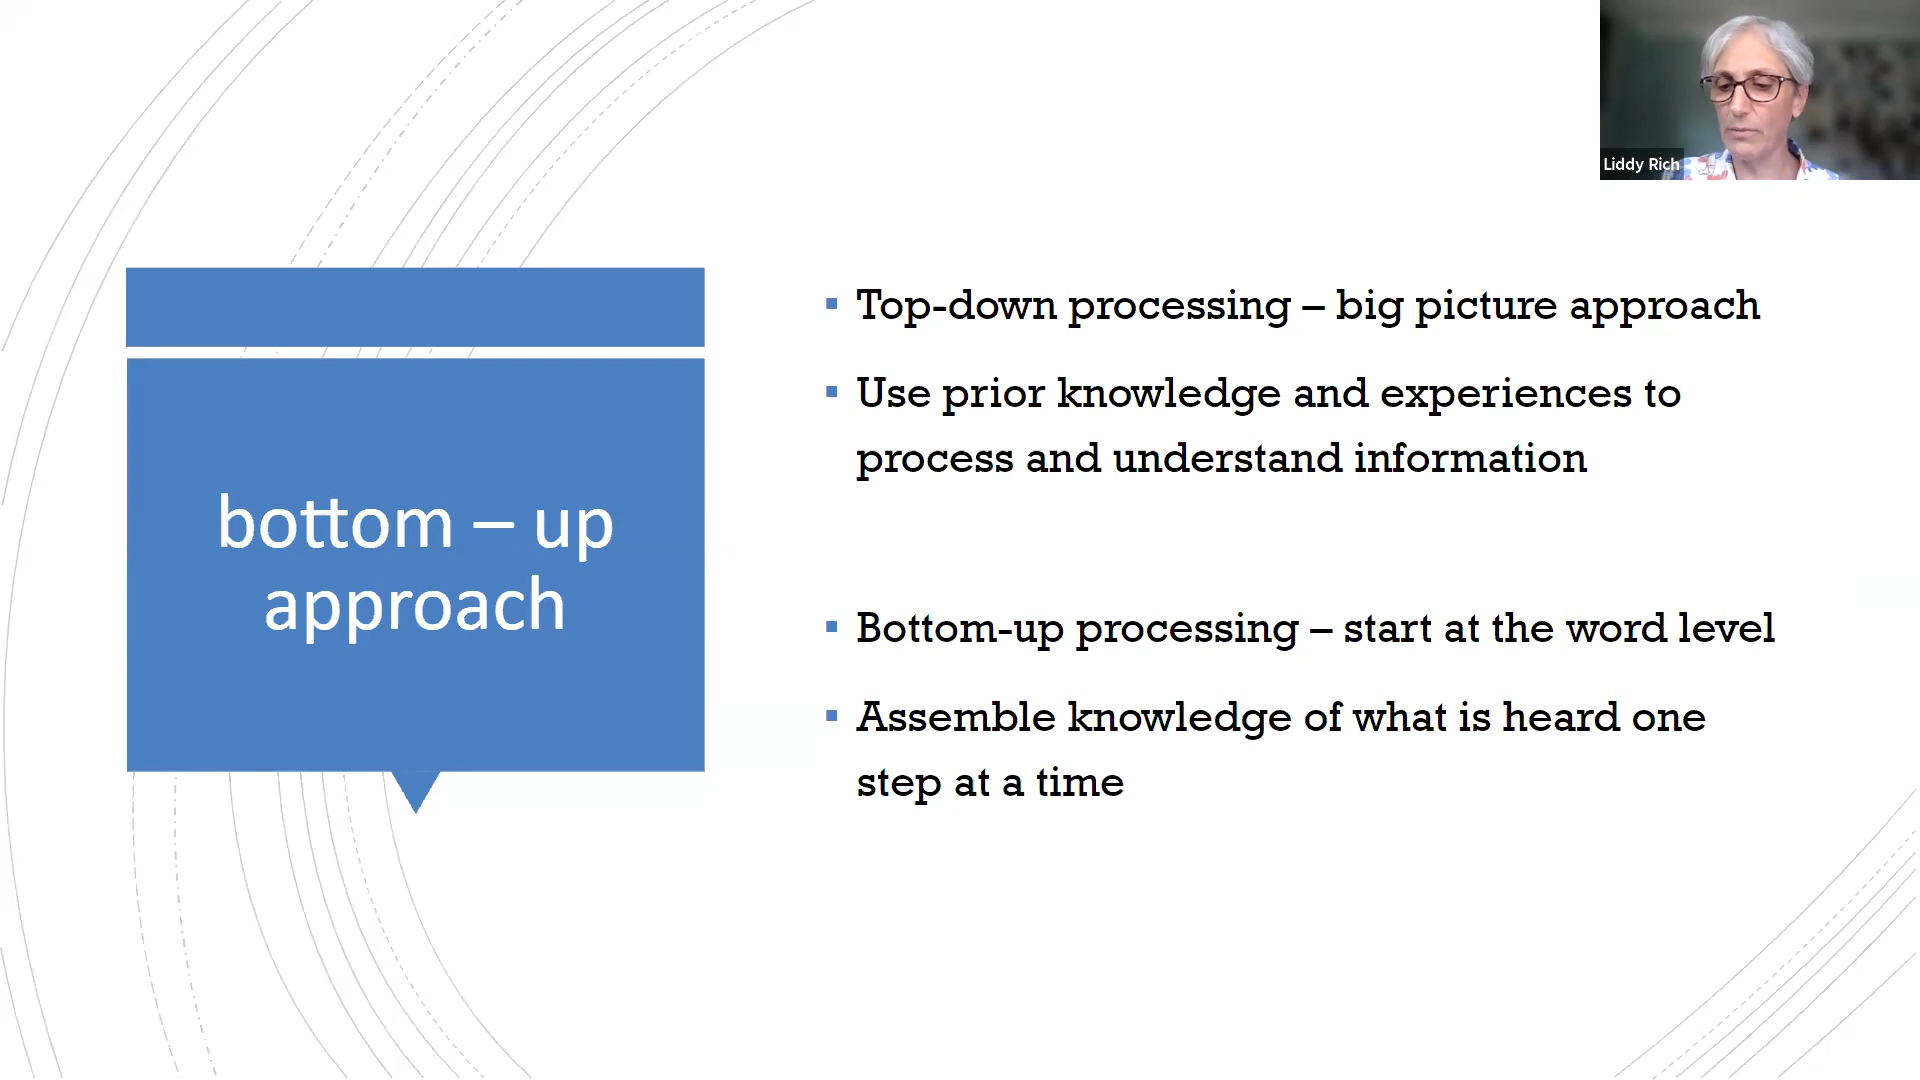 Liddy Rich
bottom – up
approach
Top-down processing – big picture approach
Use prior knowledge and experiences to
process and understand information
Bottom-up processing – start at the word level
Assemble knowledge of what is heard one
step at a time